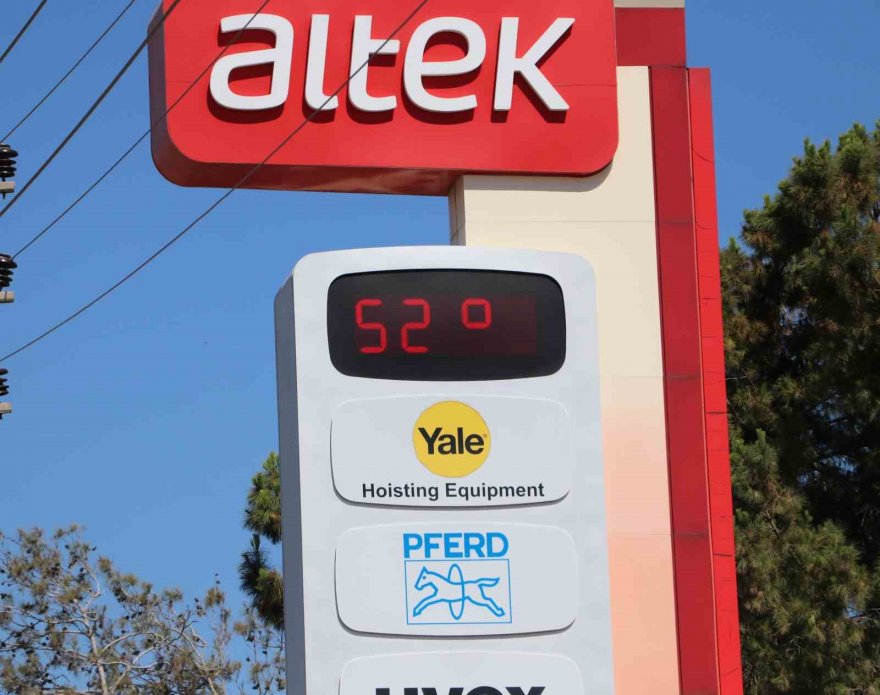 altek
52°
Yale
Hoisting Equipment
PFERD